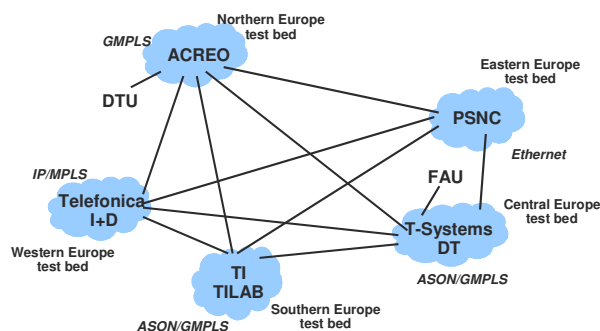 Northern Europe
test bed
GMPLS
ACREO
DTU
Eastern Europe
test bed
PSNC
Ethernet
IP/MPLS
FAU
Telefonica
I+D
Central Europe
test bed
T-Systems
DT
Western Europe
test bed
TI
TILAB
ASON/GMPLS
Southern Europe
test bed
ASON/GMPLS